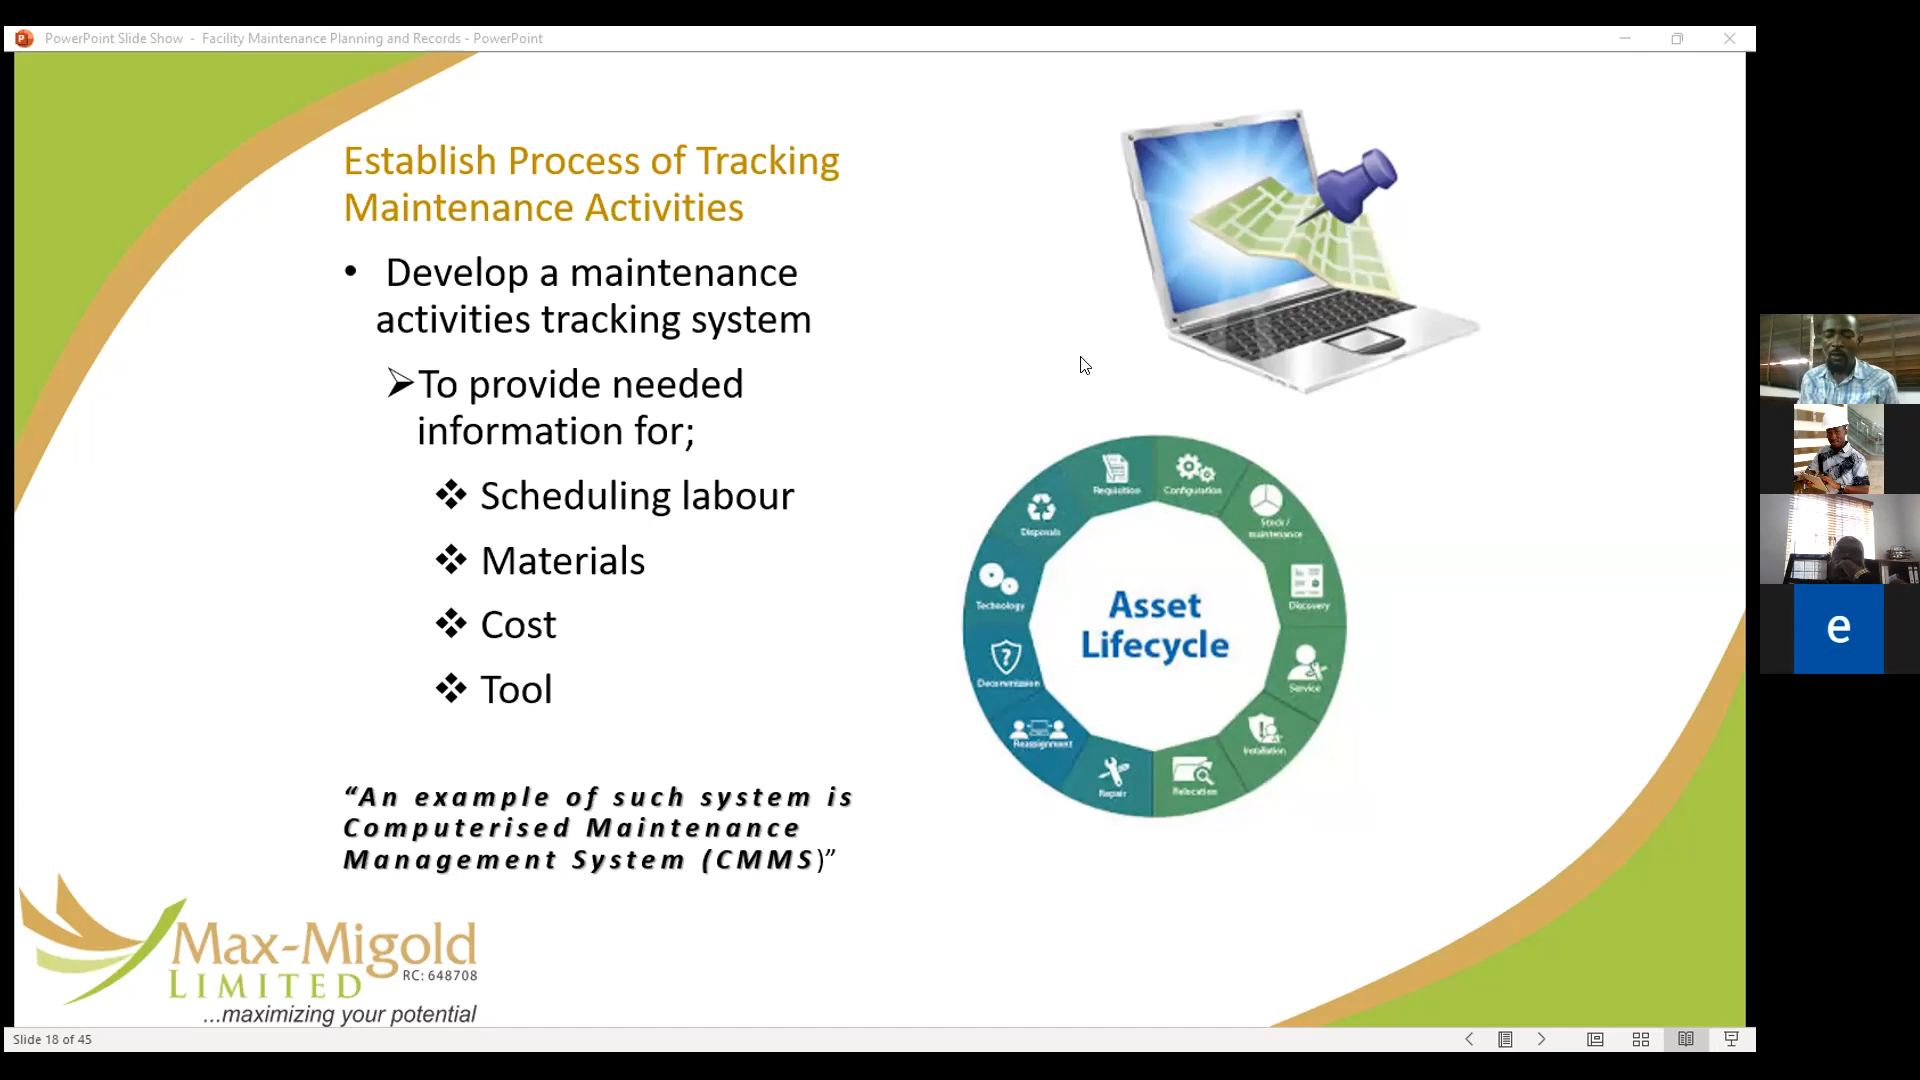 PowerPoint Slide Show - Facility Maintenance Planning and Records - PowerPoint
Establish Process of Tracking
Maintenance Activities
• Develop a maintenance
activities tracking system
➢To provide needed
information for;
❖ Scheduling labour
❖ Materials
❖ Cost
❖ Tool
“An example of such system is
Computerised Maintenance
Management System (CMMS)”
Requisition
Configuration
Stock /
maintenance
Discovery
Service
Installation
Relocation
Repair
Reassignment
Decommission
Technology
Disposals
Asset
Lifecycle
Max-Migold
LIMITED
RC: 648708
...maximizing your potential
e
Slide 18 of 45